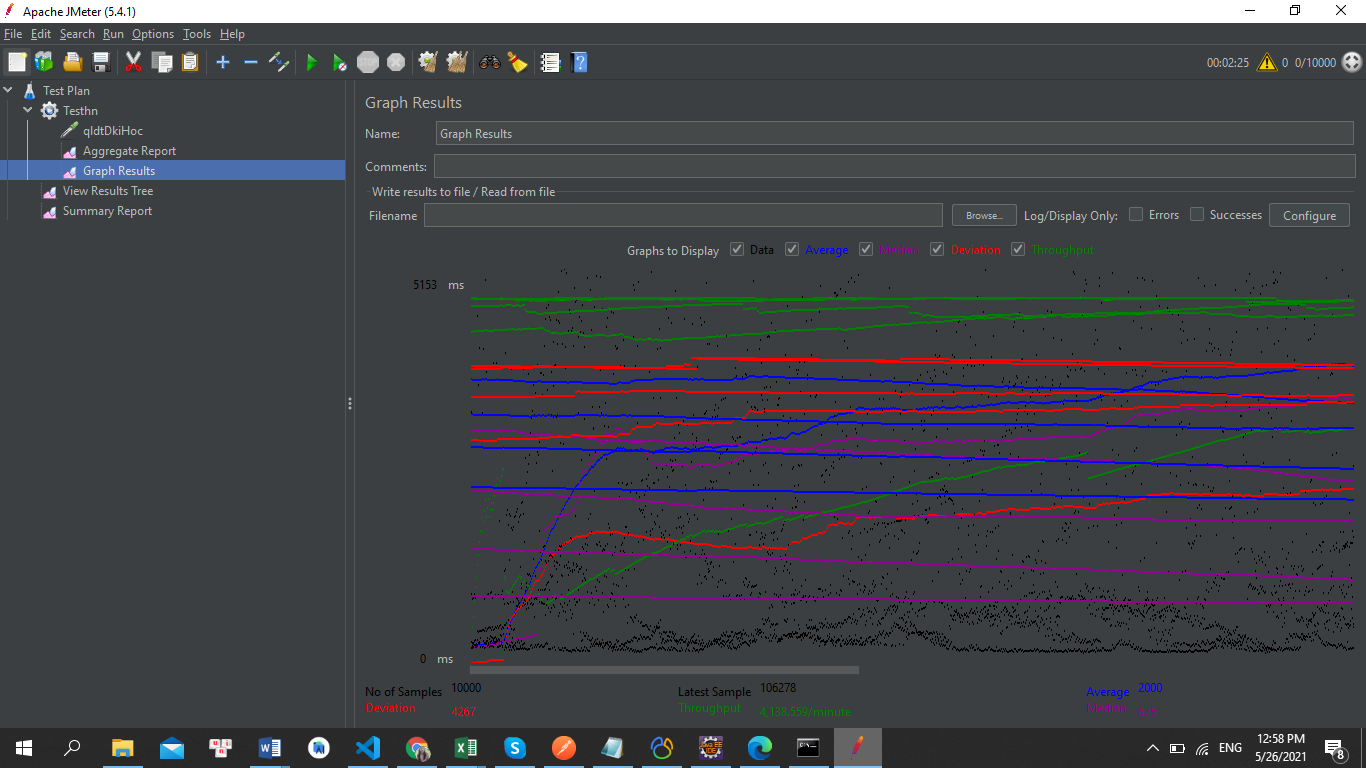 Apache JMeter (5.4.1)
File Edit Search Run Options Tools Help
STOP
00:02:25 0 0/10000
Test Plan
Testhn
qldtDkiHoc
Aggregate Report
Graph Results
View Results Tree
Summary Report
Graph Results
Name: Graph Results
Comments:
Write results to file / Read from file
Filename Browse... Log/Display Only: Errors Successes Configure
Graphs to Display Data Average Median Deviation Throughput
5153 ms
0 ms
No of Samples 10000 Latest Sample 106278 Average 2000
Deviation 4267 Throughput 4,138.559/minute Median
ENG 12:58 PM
5/26/2021
8